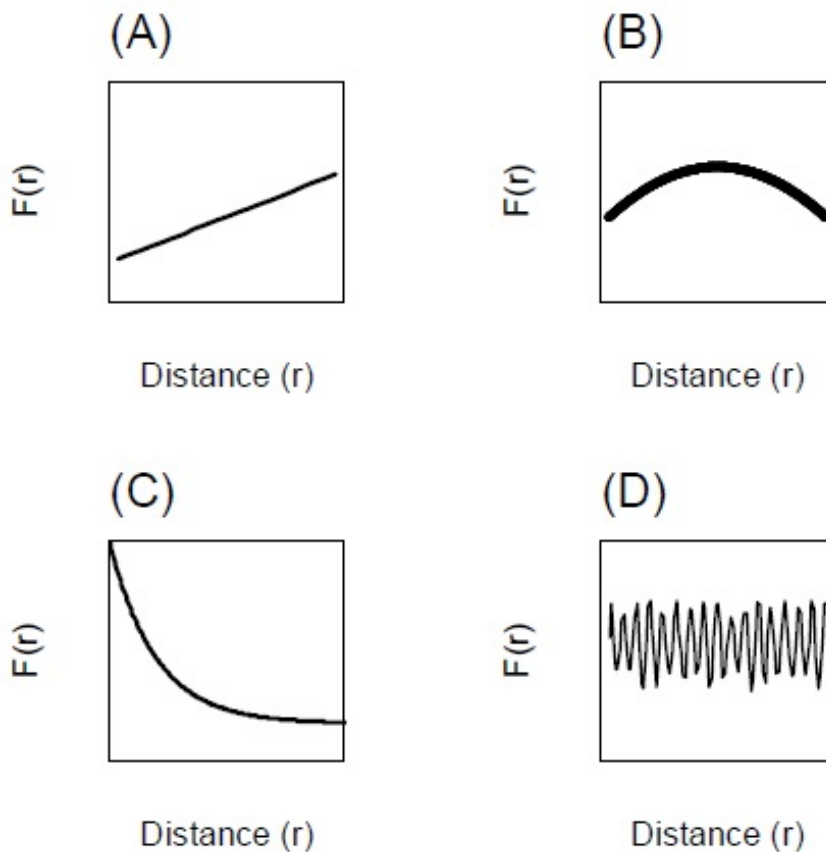 (A)
F(r)
Distance (r)
(B)
F(r)
Distance (r)
(C)
F(r)
Distance (r)
(D)
F(r)
Distance (r)